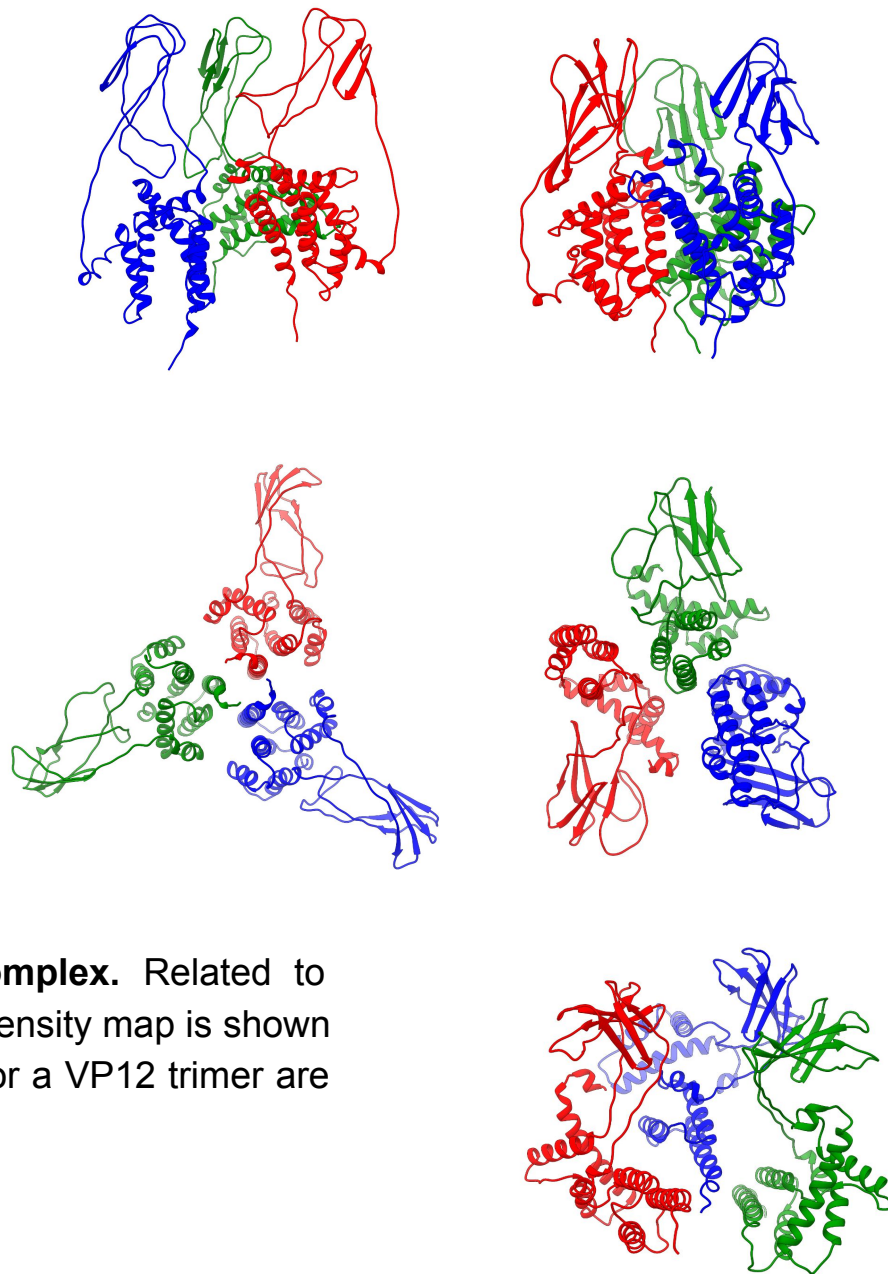 omplex. Related to
ensity map is shown
or a VP12 trimer are